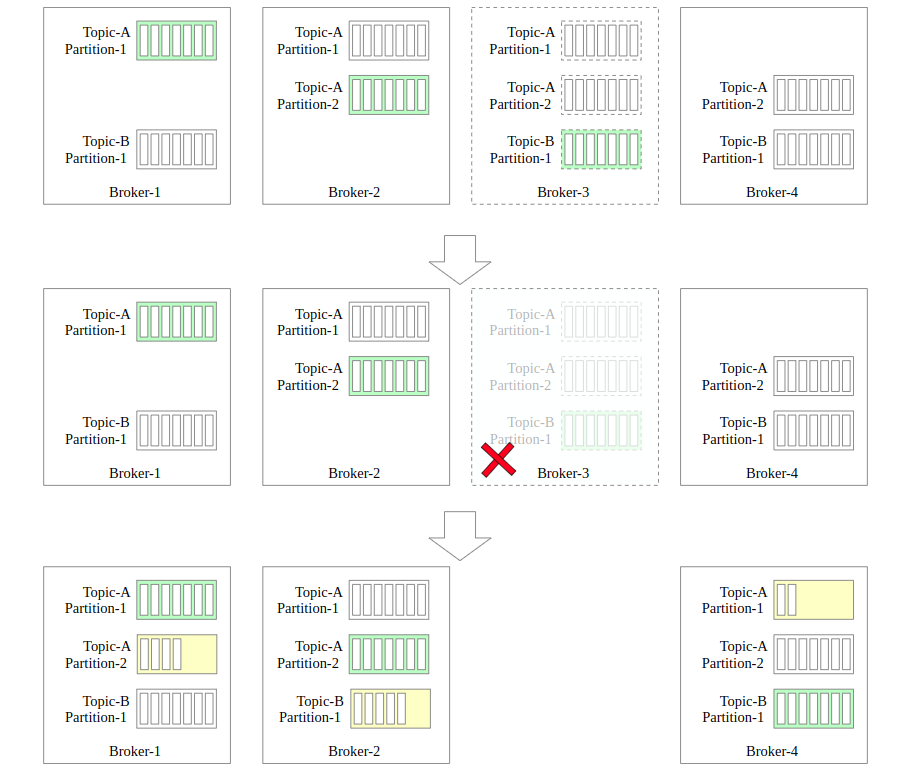 Topic-A
Partition-1
Topic-B
Partition-1
Broker-1
Topic-A
Partition-1
Topic-A
Partition-2
Broker-2
Topic-A
Partition-1
Topic-A
Partition-2
Topic-B
Partition-1
Broker-3
Topic-A
Partition-2
Topic-B
Partition-1
Broker-4
Topic-A
Partition-1
Topic-B
Partition-1
Broker-1
Topic-A
Partition-1
Topic-A
Partition-2
Broker-2
Topic-A
Partition-1
Topic-A
Partition-2
Topic-B
Partition-1
Broker-3
Topic-A
Partition-2
Topic-B
Partition-1
Broker-4
Topic-A
Partition-1
Topic-A
Partition-2
Topic-B
Partition-1
Broker-1
Topic-A
Partition-1
Topic-A
Partition-2
Topic-B
Partition-1
Broker-2
Topic-A
Partition-1
Topic-A
Partition-2
Topic-B
Partition-1
Broker-4